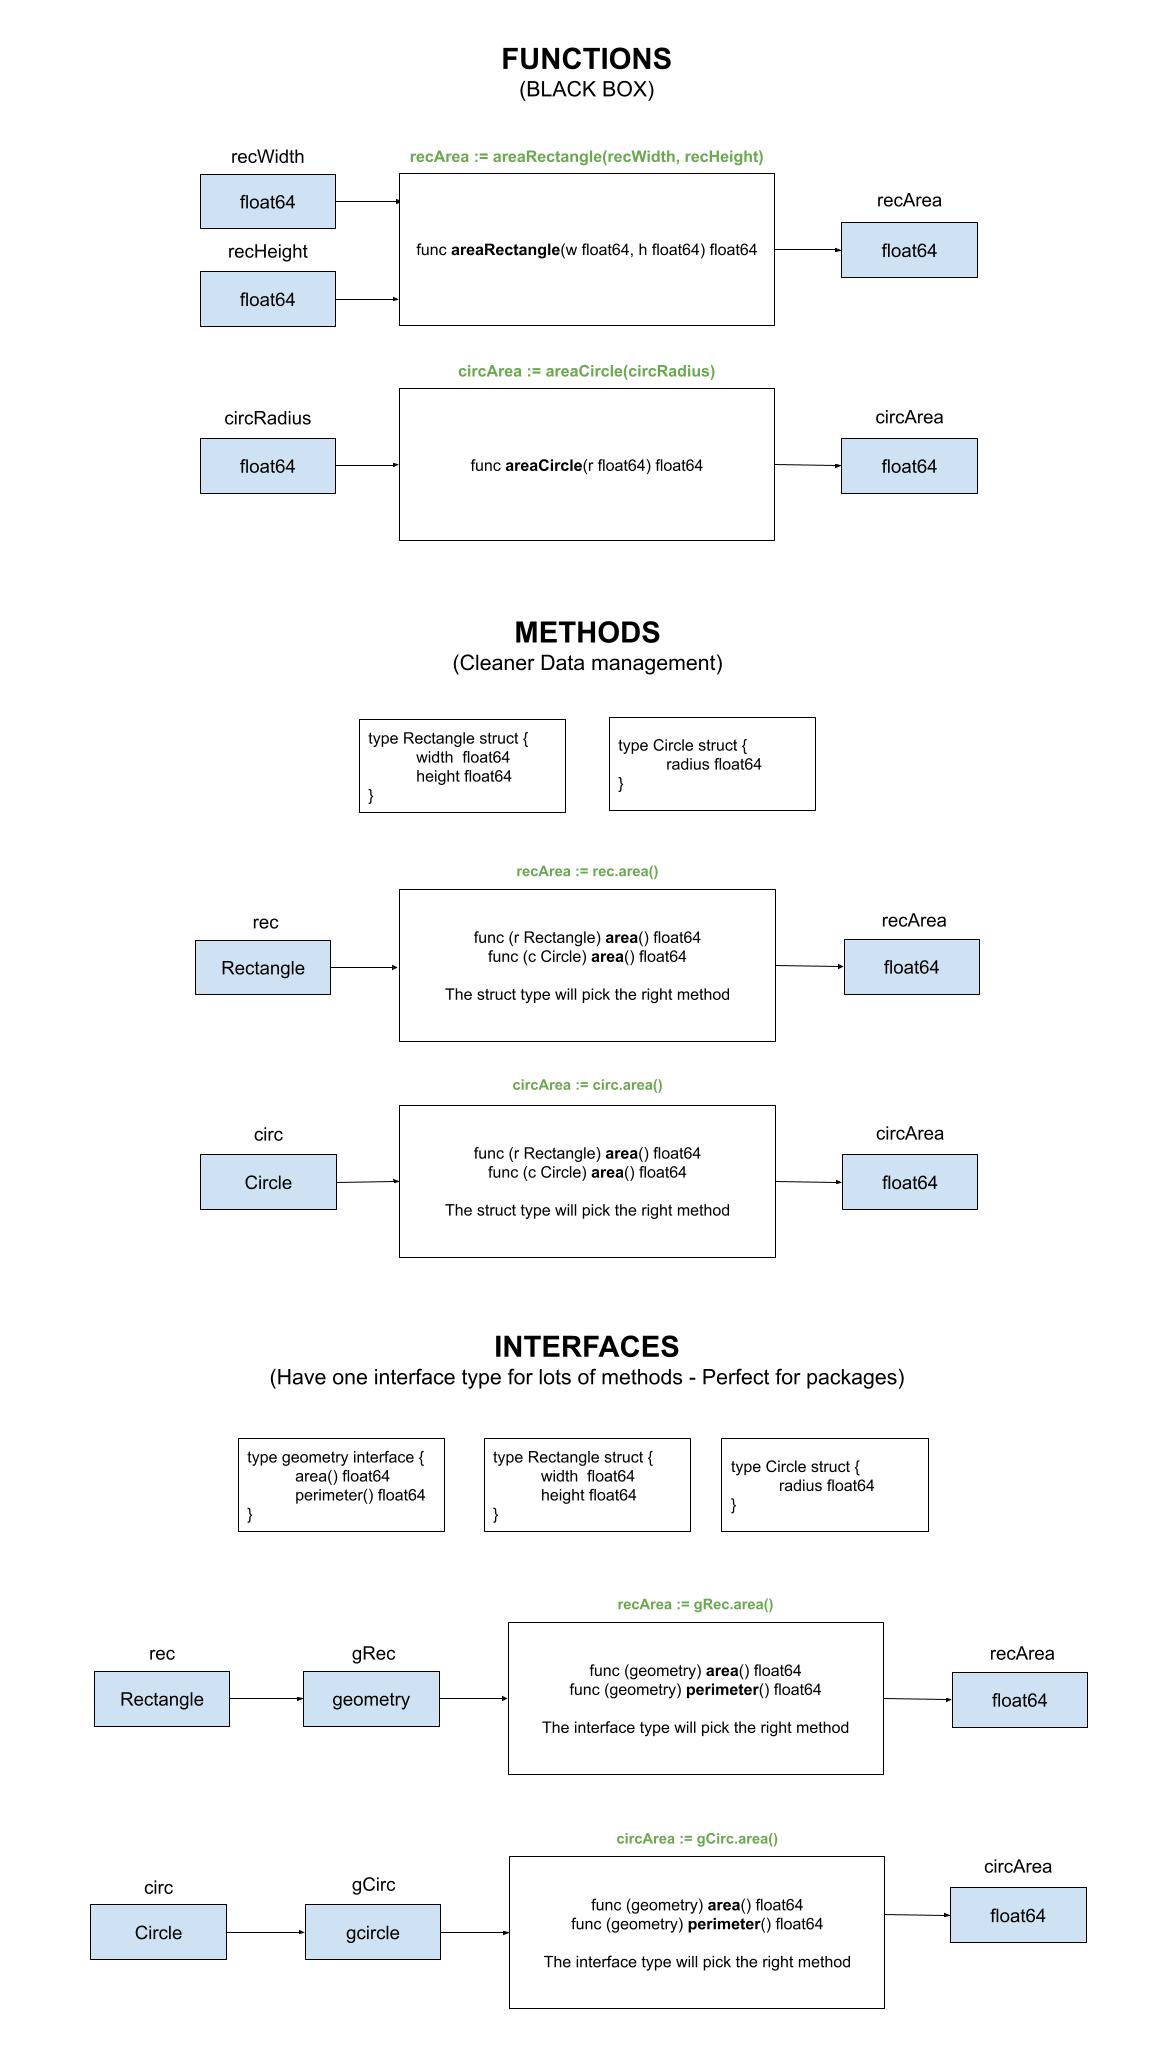 FUNCTIONS
(BLACK BOX)
recWidth
float64
recHeight
float64
recArea := areaRectangle(recWidth, recHeight)
func areaRectangle(w float64, h float64) float64
recArea
float64
circArea := areaCircle(circRadius)
circRadius
float64
func areaCircle(r float64) float64
circArea
float64
METHODS
(Cleaner Data management)
type Rectangle struct {
width  float64
height float64
}
type Circle struct {
radius float64
}
recArea := rec.area()
rec
Rectangle
func (r Rectangle) area() float64
func (c Circle) area() float64
The struct type will pick the right method
recArea
float64
circArea := circ.area()
circ
Circle
func (r Rectangle) area() float64
func (c Circle) area() float64
The struct type will pick the right method
circArea
float64
INTERFACES
(Have one interface type for lots of methods - Perfect for packages)
type geometry interface {
area() float64
perimeter() float64
}
type Rectangle struct {
width  float64
height float64
}
type Circle struct {
radius float64
}
recArea := gRec.area()
rec
Rectangle
gRec
geometry
func (geometry) area() float64
func (geometry) perimeter() float64
The interface type will pick the right method
recArea
float64
circArea := gCirc.area()
circ
Circle
gCirc
gcircle
func (geometry) area() float64
func (geometry) perimeter() float64
The interface type will pick the right method
circArea
float64